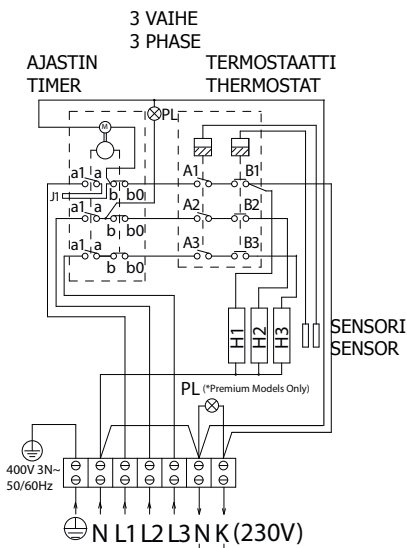 3 VAIHE
3 PHASE
AJASTIN
TIMER
TERMOSTAATTI
THERMOSTAT
PL
M
J1
a1 a
b b0
A1
B1
a1 a
b b0
A2
B2
a1 a
b b0
A3
B3
H1
H2
H3
SENSORI
SENSOR
PL (*Premium Models Only)
400V 3N~
50/60Hz
N L1 L2 L3 N K (230V)